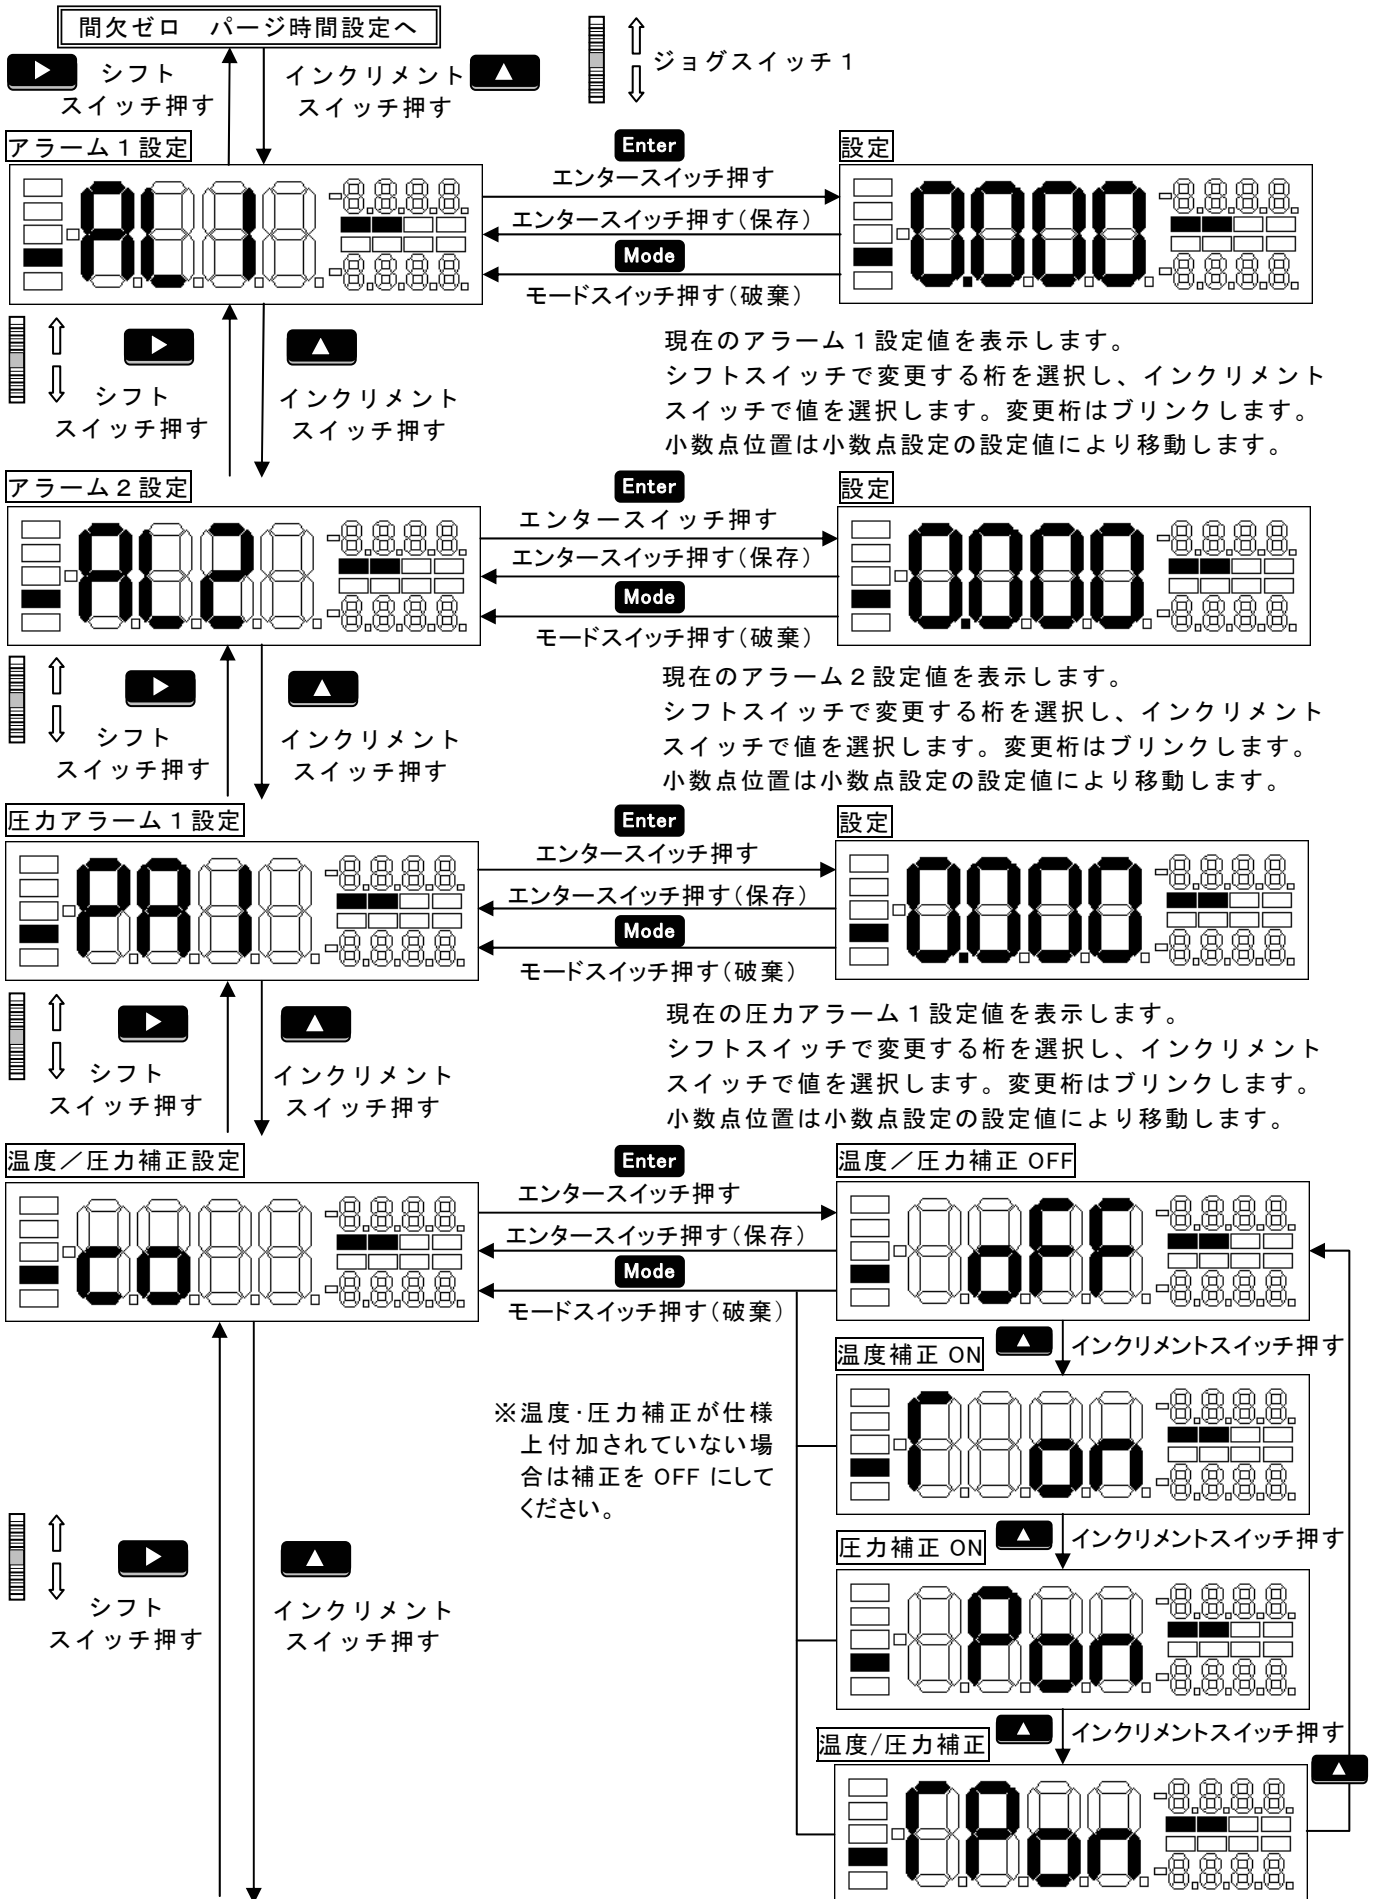 間欠ゼロ　パージ時間設定へ
シフト
スイッチ押す
インクリメント
スイッチ押す
ジョグスイッチ１
アラーム１設定
AL1
Enter
エンタースイッチ押す
エンタースイッチ押す(保存)
Mode
モードスイッチ押す(破棄)
設定
0.000
シフト
スイッチ押す
インクリメント
スイッチ押す
現在のアラーム１設定値を表示します。
シフトスイッチで変更する桁を選択し、インクリメント
スイッチで値を選択します。変更桁はブリンクします。
小数点位置は小数点設定の設定値により移動します。
アラーム２設定
AL2
Enter
エンタースイッチ押す
エンタースイッチ押す(保存)
Mode
モードスイッチ押す(破棄)
設定
0.000
シフト
スイッチ押す
インクリメント
スイッチ押す
現在のアラーム２設定値を表示します。
シフトスイッチで変更する桁を選択し、インクリメント
スイッチで値を選択します。変更桁はブリンクします。
小数点位置は小数点設定の設定値により移動します。
圧力アラーム１設定
PA1
Enter
エンタースイッチ押す
エンタースイッチ押す(保存)
Mode
モードスイッチ押す(破棄)
設定
0.000
シフト
スイッチ押す
インクリメント
スイッチ押す
現在の圧力アラーム１設定値を表示します。
シフトスイッチで変更する桁を選択し、インクリメント
スイッチで値を選択します。変更桁はブリンクします。
小数点位置は小数点設定の設定値により移動します。
温度／圧力補正設定
co
Enter
エンタースイッチ押す
エンタースイッチ押す(保存)
Mode
モードスイッチ押す(破棄)
温度／圧力補正 OFF
oFF
インクリメントスイッチ押す
温度補正 ON
Γ on
※温度･圧力補正が仕様
上付加されていない場
合は補正を OFF にして
ください。
インクリメントスイッチ押す
圧力補正 ON
Pon
シフト
スイッチ押す
インクリメント
スイッチ押す
インクリメントスイッチ押す
温度/圧力補正
ΓPon